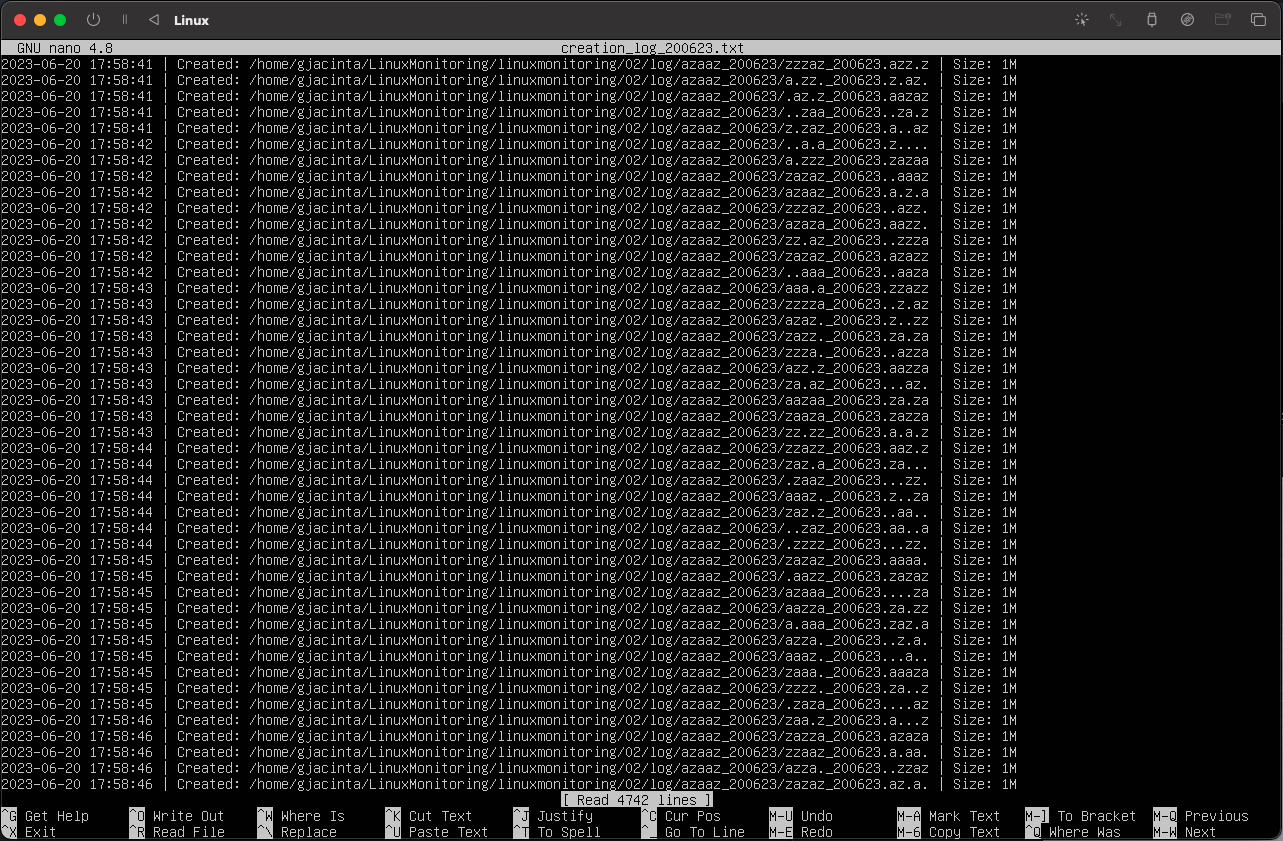 Linux
GNU nano 4.8 creation_log_200623.txt
2023-06-20 17:58:41 | Created: /home/gjacinta/LinuxMonitoring/linuxmonitoring/02/log/azaaz_200623/zzzaz_200623.azz.z | Size: 1M
2023-06-20 17:58:41 | Created: /home/gjacinta/LinuxMonitoring/linuxmonitoring/02/log/azaaz_200623/a.zz._200623.z.az. | Size: 1M
2023-06-20 17:58:41 | Created: /home/gjacinta/LinuxMonitoring/linuxmonitoring/02/log/azaaz_200623/.az.z_200623.aazaz | Size: 1M
2023-06-20 17:58:41 | Created: /home/gjacinta/LinuxMonitoring/linuxmonitoring/02/log/azaaz_200623/..zaa_200623..za.z | Size: 1M
2023-06-20 17:58:41 | Created: /home/gjacinta/LinuxMonitoring/linuxmonitoring/02/log/azaaz_200623/z.zaz_200623.a..az | Size: 1M
2023-06-20 17:58:42 | Created: /home/gjacinta/LinuxMonitoring/linuxmonitoring/02/log/azaaz_200623/..a.a_200623.z.... | Size: 1M
2023-06-20 17:58:42 | Created: /home/gjacinta/LinuxMonitoring/linuxmonitoring/02/log/azaaz_200623/a.zzz_200623.zazaa | Size: 1M
2023-06-20 17:58:42 | Created: /home/gjacinta/LinuxMonitoring/linuxmonitoring/02/log/azaaz_200623/zazaz_200623..aaaz | Size: 1M
2023-06-20 17:58:42 | Created: /home/gjacinta/LinuxMonitoring/linuxmonitoring/02/log/azaaz_200623/azaaz_200623.a.z.a | Size: 1M
2023-06-20 17:58:42 | Created: /home/gjacinta/LinuxMonitoring/linuxmonitoring/02/log/azaaz_200623/zzzaz_200623..azz. | Size: 1M
2023-06-20 17:58:42 | Created: /home/gjacinta/LinuxMonitoring/linuxmonitoring/02/log/azaaz_200623/azaza_200623.aazz. | Size: 1M
2023-06-20 17:58:42 | Created: /home/gjacinta/LinuxMonitoring/linuxmonitoring/02/log/azaaz_200623/zz.az_200623..zzza | Size: 1M
2023-06-20 17:58:42 | Created: /home/gjacinta/LinuxMonitoring/linuxmonitoring/02/log/azaaz_200623/zazaz_200623.azazz | Size: 1M
2023-06-20 17:58:42 | Created: /home/gjacinta/LinuxMonitoring/linuxmonitoring/02/log/azaaz_200623/..aaa_200623..aaza | Size: 1M
2023-06-20 17:58:43 | Created: /home/gjacinta/LinuxMonitoring/linuxmonitoring/02/log/azaaz_200623/aaa.a_200623.zzazz | Size: 1M
2023-06-20 17:58:43 | Created: /home/gjacinta/LinuxMonitoring/linuxmonitoring/02/log/azaaz_200623/zzzza_200623..z.az | Size: 1M
2023-06-20 17:58:43 | Created: /home/gjacinta/LinuxMonitoring/linuxmonitoring/02/log/azaaz_200623/azaz._200623.z..zz | Size: 1M
2023-06-20 17:58:43 | Created: /home/gjacinta/LinuxMonitoring/linuxmonitoring/02/log/azaaz_200623/zazz._200623.za.za | Size: 1M
2023-06-20 17:58:43 | Created: /home/gjacinta/LinuxMonitoring/linuxmonitoring/02/log/azaaz_200623/zzza._200623..azza | Size: 1M
2023-06-20 17:58:43 | Created: /home/gjacinta/LinuxMonitoring/linuxmonitoring/02/log/azaaz_200623/azz.z_200623.aazza | Size: 1M
2023-06-20 17:58:43 | Created: /home/gjacinta/LinuxMonitoring/linuxmonitoring/02/log/azaaz_200623/za.az_200623...az. | Size: 1M
2023-06-20 17:58:43 | Created: /home/gjacinta/LinuxMonitoring/linuxmonitoring/02/log/azaaz_200623/aazaa_200623.za.za | Size: 1M
2023-06-20 17:58:43 | Created: /home/gjacinta/LinuxMonitoring/linuxmonitoring/02/log/azaaz_200623/zaaza_200623.zazza | Size: 1M
2023-06-20 17:58:43 | Created: /home/gjacinta/LinuxMonitoring/linuxmonitoring/02/log/azaaz_200623/zz.zz_200623.a.a.z | Size: 1M
2023-06-20 17:58:44 | Created: /home/gjacinta/LinuxMonitoring/linuxmonitoring/02/log/azaaz_200623/zzazz_200623.aaz.z | Size: 1M
2023-06-20 17:58:44 | Created: /home/gjacinta/LinuxMonitoring/linuxmonitoring/02/log/azaaz_200623/zaz.a_200623.za... | Size: 1M
2023-06-20 17:58:44 | Created: /home/gjacinta/LinuxMonitoring/linuxmonitoring/02/log/azaaz_200623/.zaaz_200623...zz. | Size: 1M
2023-06-20 17:58:44 | Created: /home/gjacinta/LinuxMonitoring/linuxmonitoring/02/log/azaaz_200623/aaaz._200623.z..za | Size: 1M
2023-06-20 17:58:44 | Created: /home/gjacinta/LinuxMonitoring/linuxmonitoring/02/log/azaaz_200623/zaz.z_200623..aa.. | Size: 1M
2023-06-20 17:58:44 | Created: /home/gjacinta/LinuxMonitoring/linuxmonitoring/02/log/azaaz_200623/..zaz_200623.aa..a | Size: 1M
2023-06-20 17:58:44 | Created: /home/gjacinta/LinuxMonitoring/linuxmonitoring/02/log/azaaz_200623/.zzzz_200623...zz. | Size: 1M
2023-06-20 17:58:45 | Created: /home/gjacinta/LinuxMonitoring/linuxmonitoring/02/log/azaaz_200623/zazaz_200623.aaaa. | Size: 1M
2023-06-20 17:58:45 | Created: /home/gjacinta/LinuxMonitoring/linuxmonitoring/02/log/azaaz_200623/.aazz_200623.zazaz | Size: 1M
2023-06-20 17:58:45 | Created: /home/gjacinta/LinuxMonitoring/linuxmonitoring/02/log/azaaz_200623/azaaa_200623....za | Size: 1M
2023-06-20 17:58:45 | Created: /home/gjacinta/LinuxMonitoring/linuxmonitoring/02/log/azaaz_200623/aazza_200623.za.zz | Size: 1M
2023-06-20 17:58:45 | Created: /home/gjacinta/LinuxMonitoring/linuxmonitoring/02/log/azaaz_200623/a.aaa_200623.zaz.a | Size: 1M
2023-06-20 17:58:45 | Created: /home/gjacinta/LinuxMonitoring/linuxmonitoring/02/log/azaaz_200623/azza._200623..z.a. | Size: 1M
2023-06-20 17:58:45 | Created: /home/gjacinta/LinuxMonitoring/linuxmonitoring/02/log/azaaz_200623/aaaz._200623...a.. | Size: 1M
2023-06-20 17:58:45 | Created: /home/gjacinta/LinuxMonitoring/linuxmonitoring/02/log/azaaz_200623/zaaa._200623.aaaza | Size: 1M
2023-06-20 17:58:45 | Created: /home/gjacinta/LinuxMonitoring/linuxmonitoring/02/log/azaaz_200623/zzzz._200623.za..z | Size: 1M
2023-06-20 17:58:45 | Created: /home/gjacinta/LinuxMonitoring/linuxmonitoring/02/log/azaaz_200623/.zaza_200623....az | Size: 1M
2023-06-20 17:58:46 | Created: /home/gjacinta/LinuxMonitoring/linuxmonitoring/02/log/azaaz_200623/zaa.z_200623.a...z | Size: 1M
2023-06-20 17:58:46 | Created: /home/gjacinta/LinuxMonitoring/linuxmonitoring/02/log/azaaz_200623/zazza_200623.azaza | Size: 1M
2023-06-20 17:58:46 | Created: /home/gjacinta/LinuxMonitoring/linuxmonitoring/02/log/azaaz_200623/zzaaz_200623.a.aa. | Size: 1M
2023-06-20 17:58:46 | Created: /home/gjacinta/LinuxMonitoring/linuxmonitoring/02/log/azaaz_200623/azza._200623..zzaz | Size: 1M
2023-06-20 17:58:46 | Created: /home/gjacinta/LinuxMonitoring/linuxmonitoring/02/log/azaaz_200623/zazaz_200623.az.a. | Size: 1M
[ Read 4742 lines ]
^G Get Help ^O Write Out ^W Where Is ^K Cut Text ^J Justify ^C Cur Pos M-U Undo M-A Mark Text M-] To Bracket M-Q Previous
^X Exit ^R Read File ^\ Replace ^U Paste Text ^T To Spell ^_ Go To Line M-E Redo M-6 Copy Text ^Q Where Was M-W Next